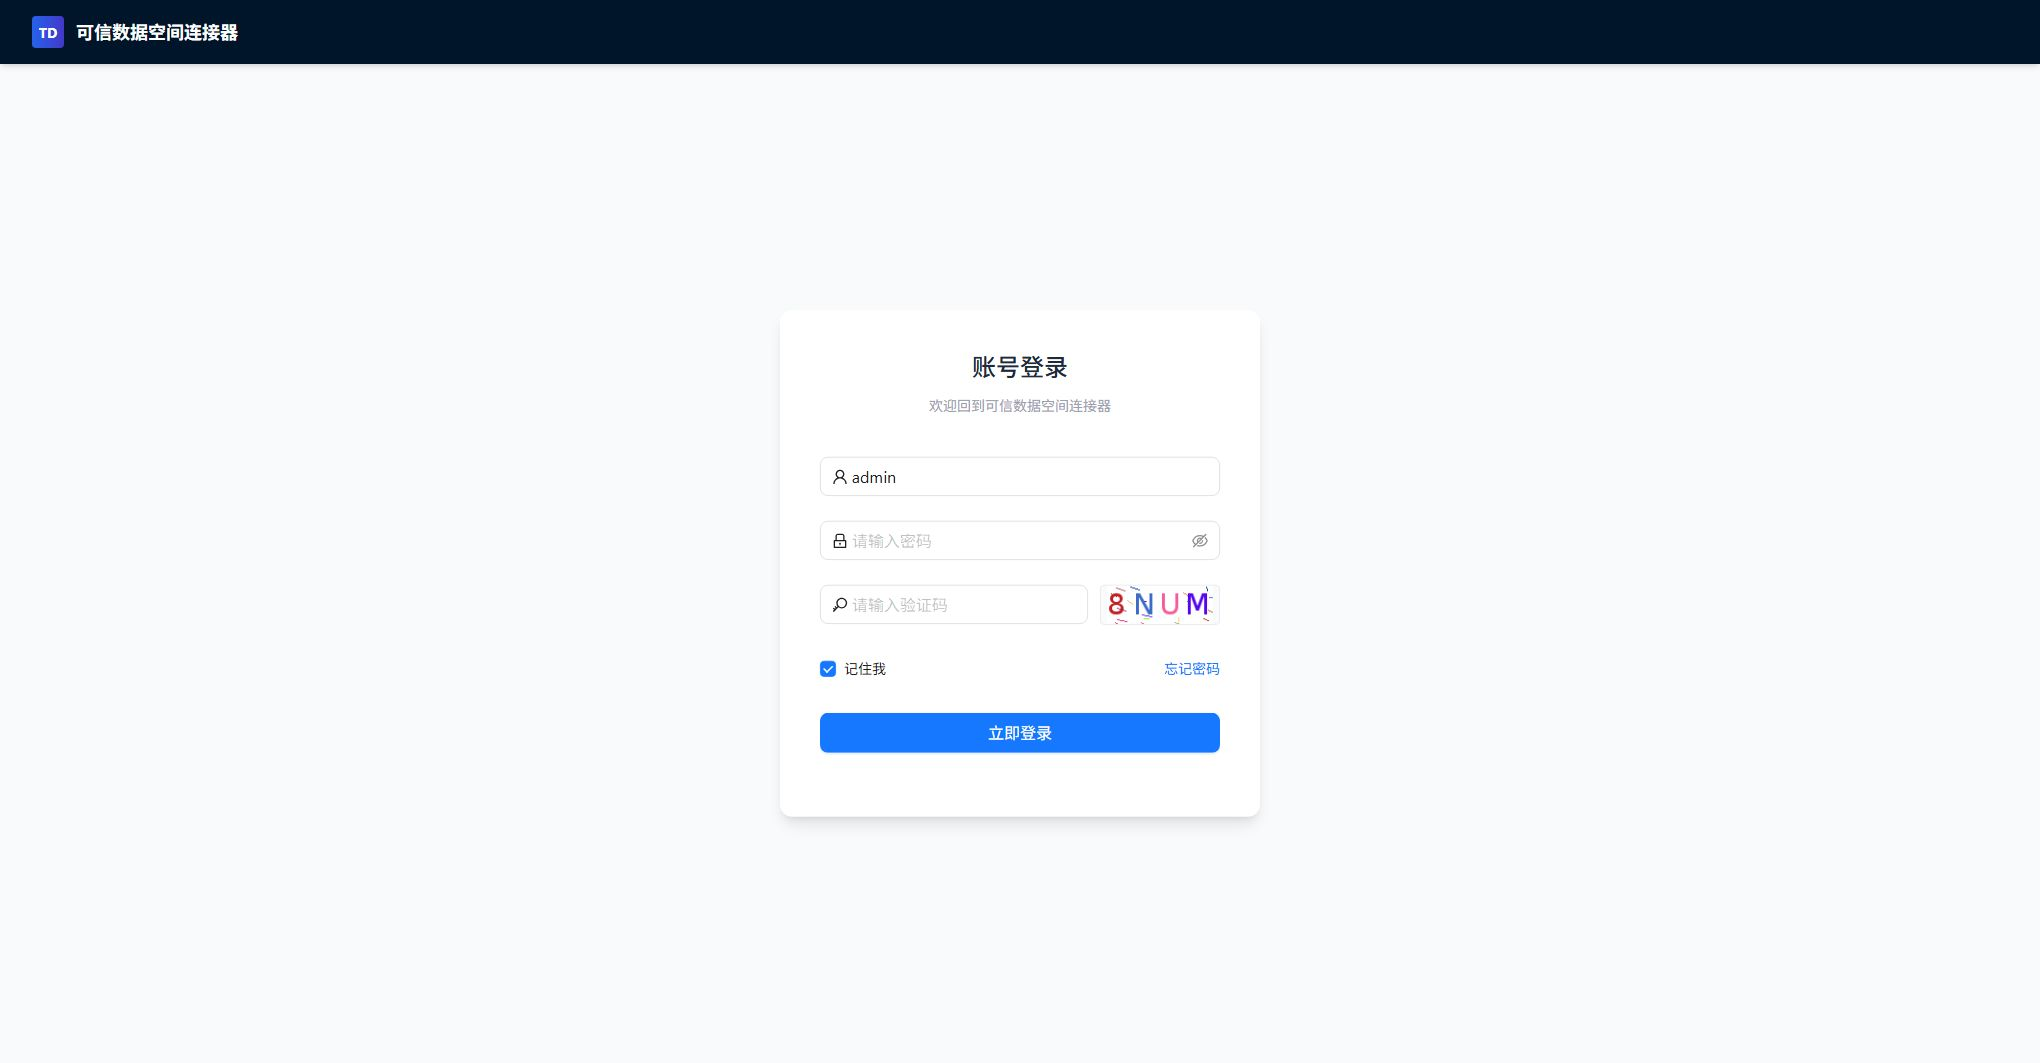 TD 可信数据空间连接器
账号登录
欢迎回到可信数据空间连接器
admin
请输入密码
请输入验证码 8NUM
记住我 忘记密码
立即登录